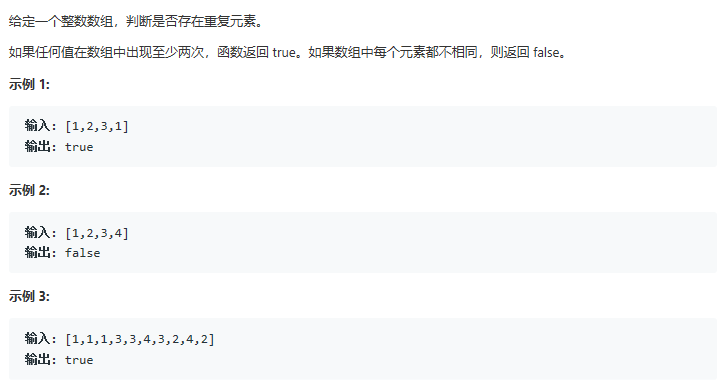 给定一个整数数组，判断是否存在重复元素。
如果任何值在数组中出现至少两次，函数返回 true。如果数组中每个元素都不相同，则返回 false。
示例 1:
输入: [1,2,3,1]
输出: true
示例 2:
输入: [1,2,3,4]
输出: false
示例 3:
输入: [1,1,1,3,3,4,3,2,4,2]
输出: true